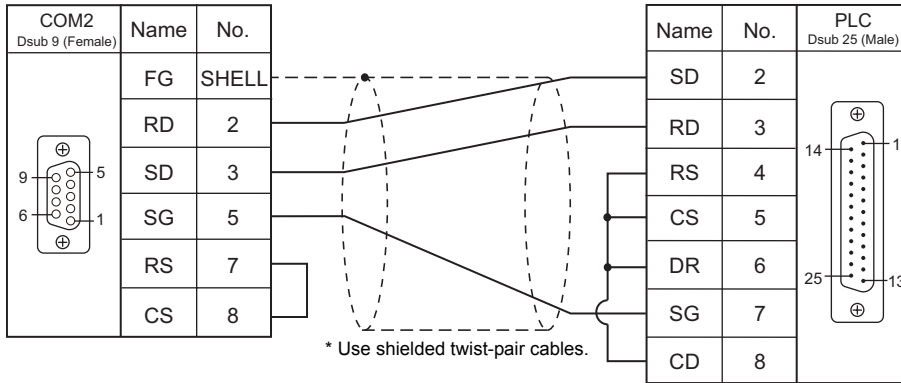 COM2
Dsub 9 (Female)
Name No.
FG SHELL
RD 2
SD 3
SG 5
RS 7
CS 8
9
5
6
1
* Use shielded twist-pair cables.
Name No.
PLC
Dsub 25 (Male)
SD 2
RD 3
RS 4
CS 5
DR 6
SG 7
CD 8
14
1
25
13